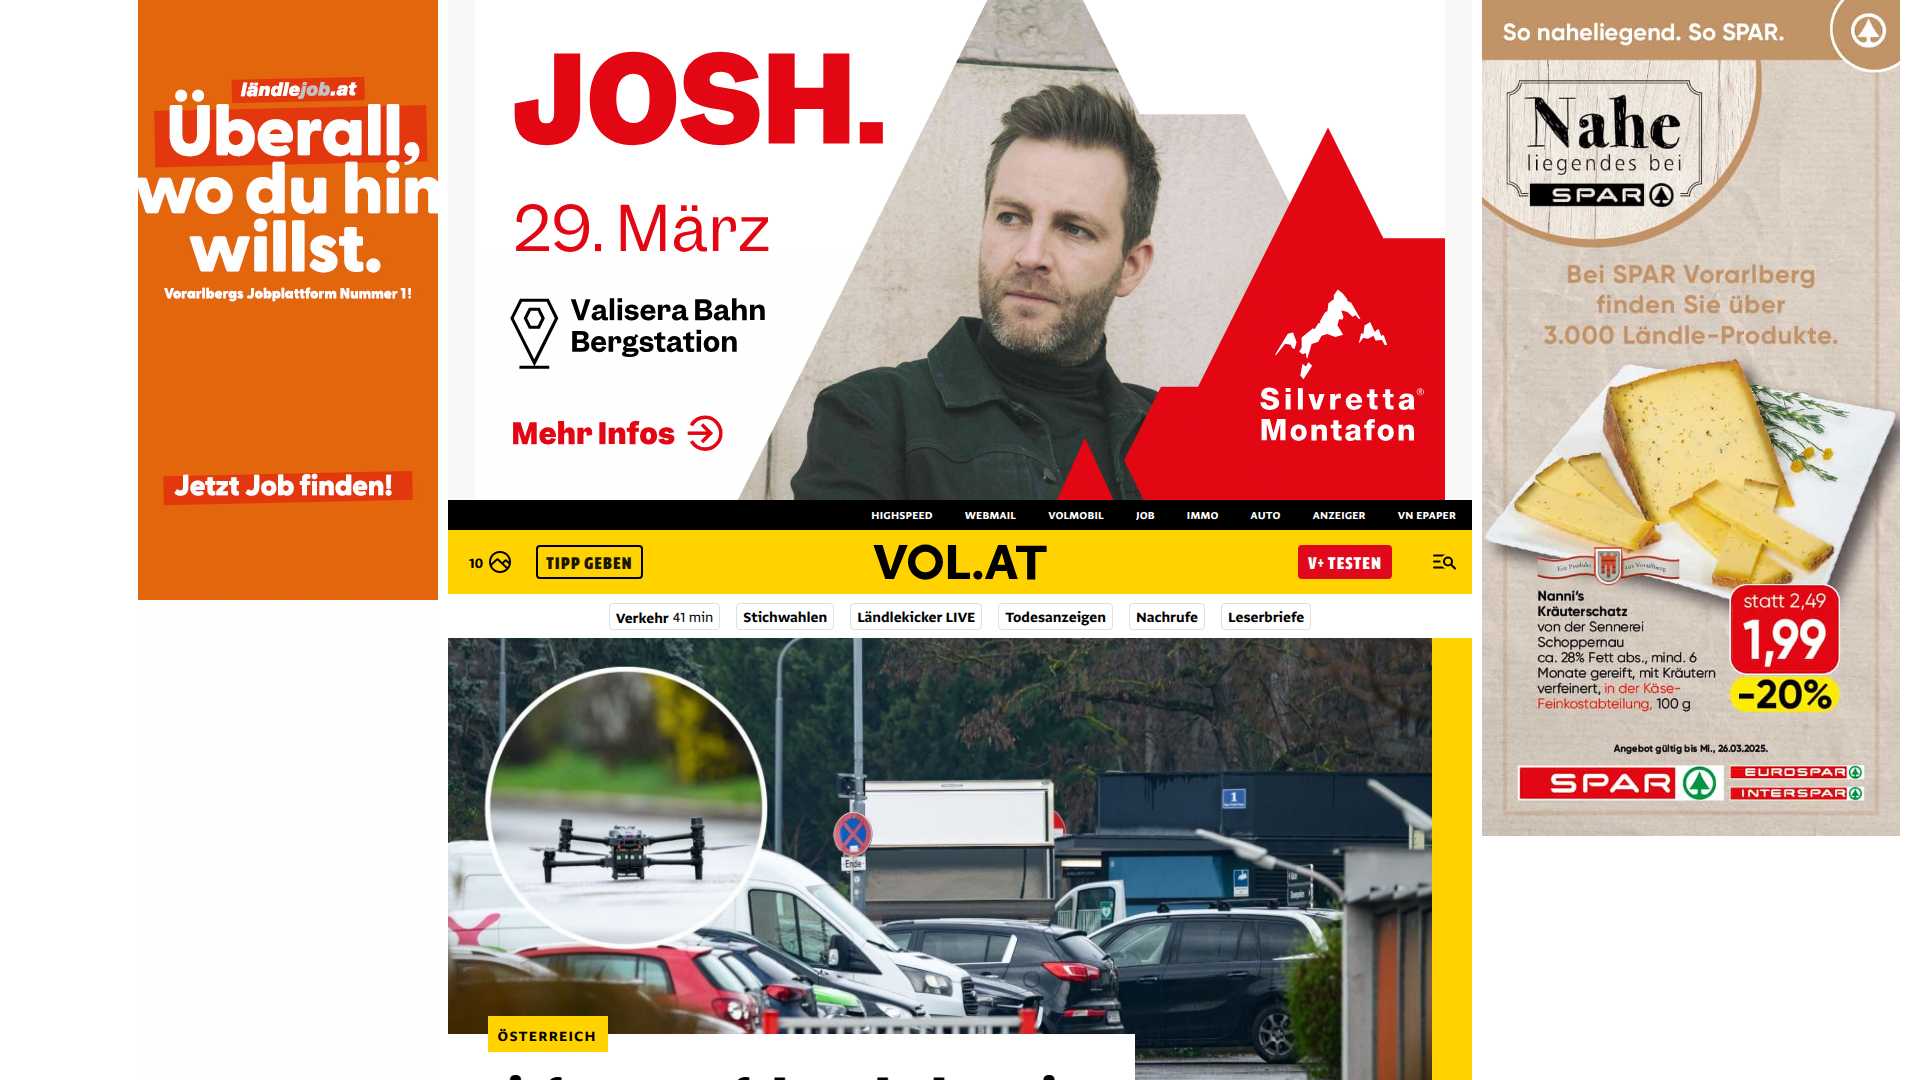 ländlejob.at
Überall,
wo du hin
willst.
Vorarlbergs Jobplattform Nummer 1!
Jetzt Job finden!
JOSH.
29. März
Valisera Bahn
Bergstation
Mehr Infos
Silvretta®
Montafon
So naheliegend. So SPAR.
Nahe
liegendes bei
SPAR
Bei SPAR Vorarlberg
finden Sie über
3.000 Ländle-Produkte.
Ein Produkt aus Vorarlberg
Nanni's
Kräuterschatz
von der Sennerei
Schoppernau
ca. 28% Fett abs., mind. 6
Monate gereift, mit Kräutern
verfeinert, in der Käse-
Feinkostabteilung, 100 g
statt 2,49
1,99
-20%
Angebot gültig bis Mi., 26.03.2025.
SPAR
EUROSPAR
INTERSPAR
HIGHSPEED WEBMAIL VOLMOBIL JOB IMMO AUTO ANZEIGER VN EPAPER
10 TIPP GEBEN VOL.AT V+ TESTEN
Verkehr 41 min Stichwahlen Ländlekicker LIVE Todesanzeigen Nachrufe Leserbriefe
1
Ende
ÖSTERREICH